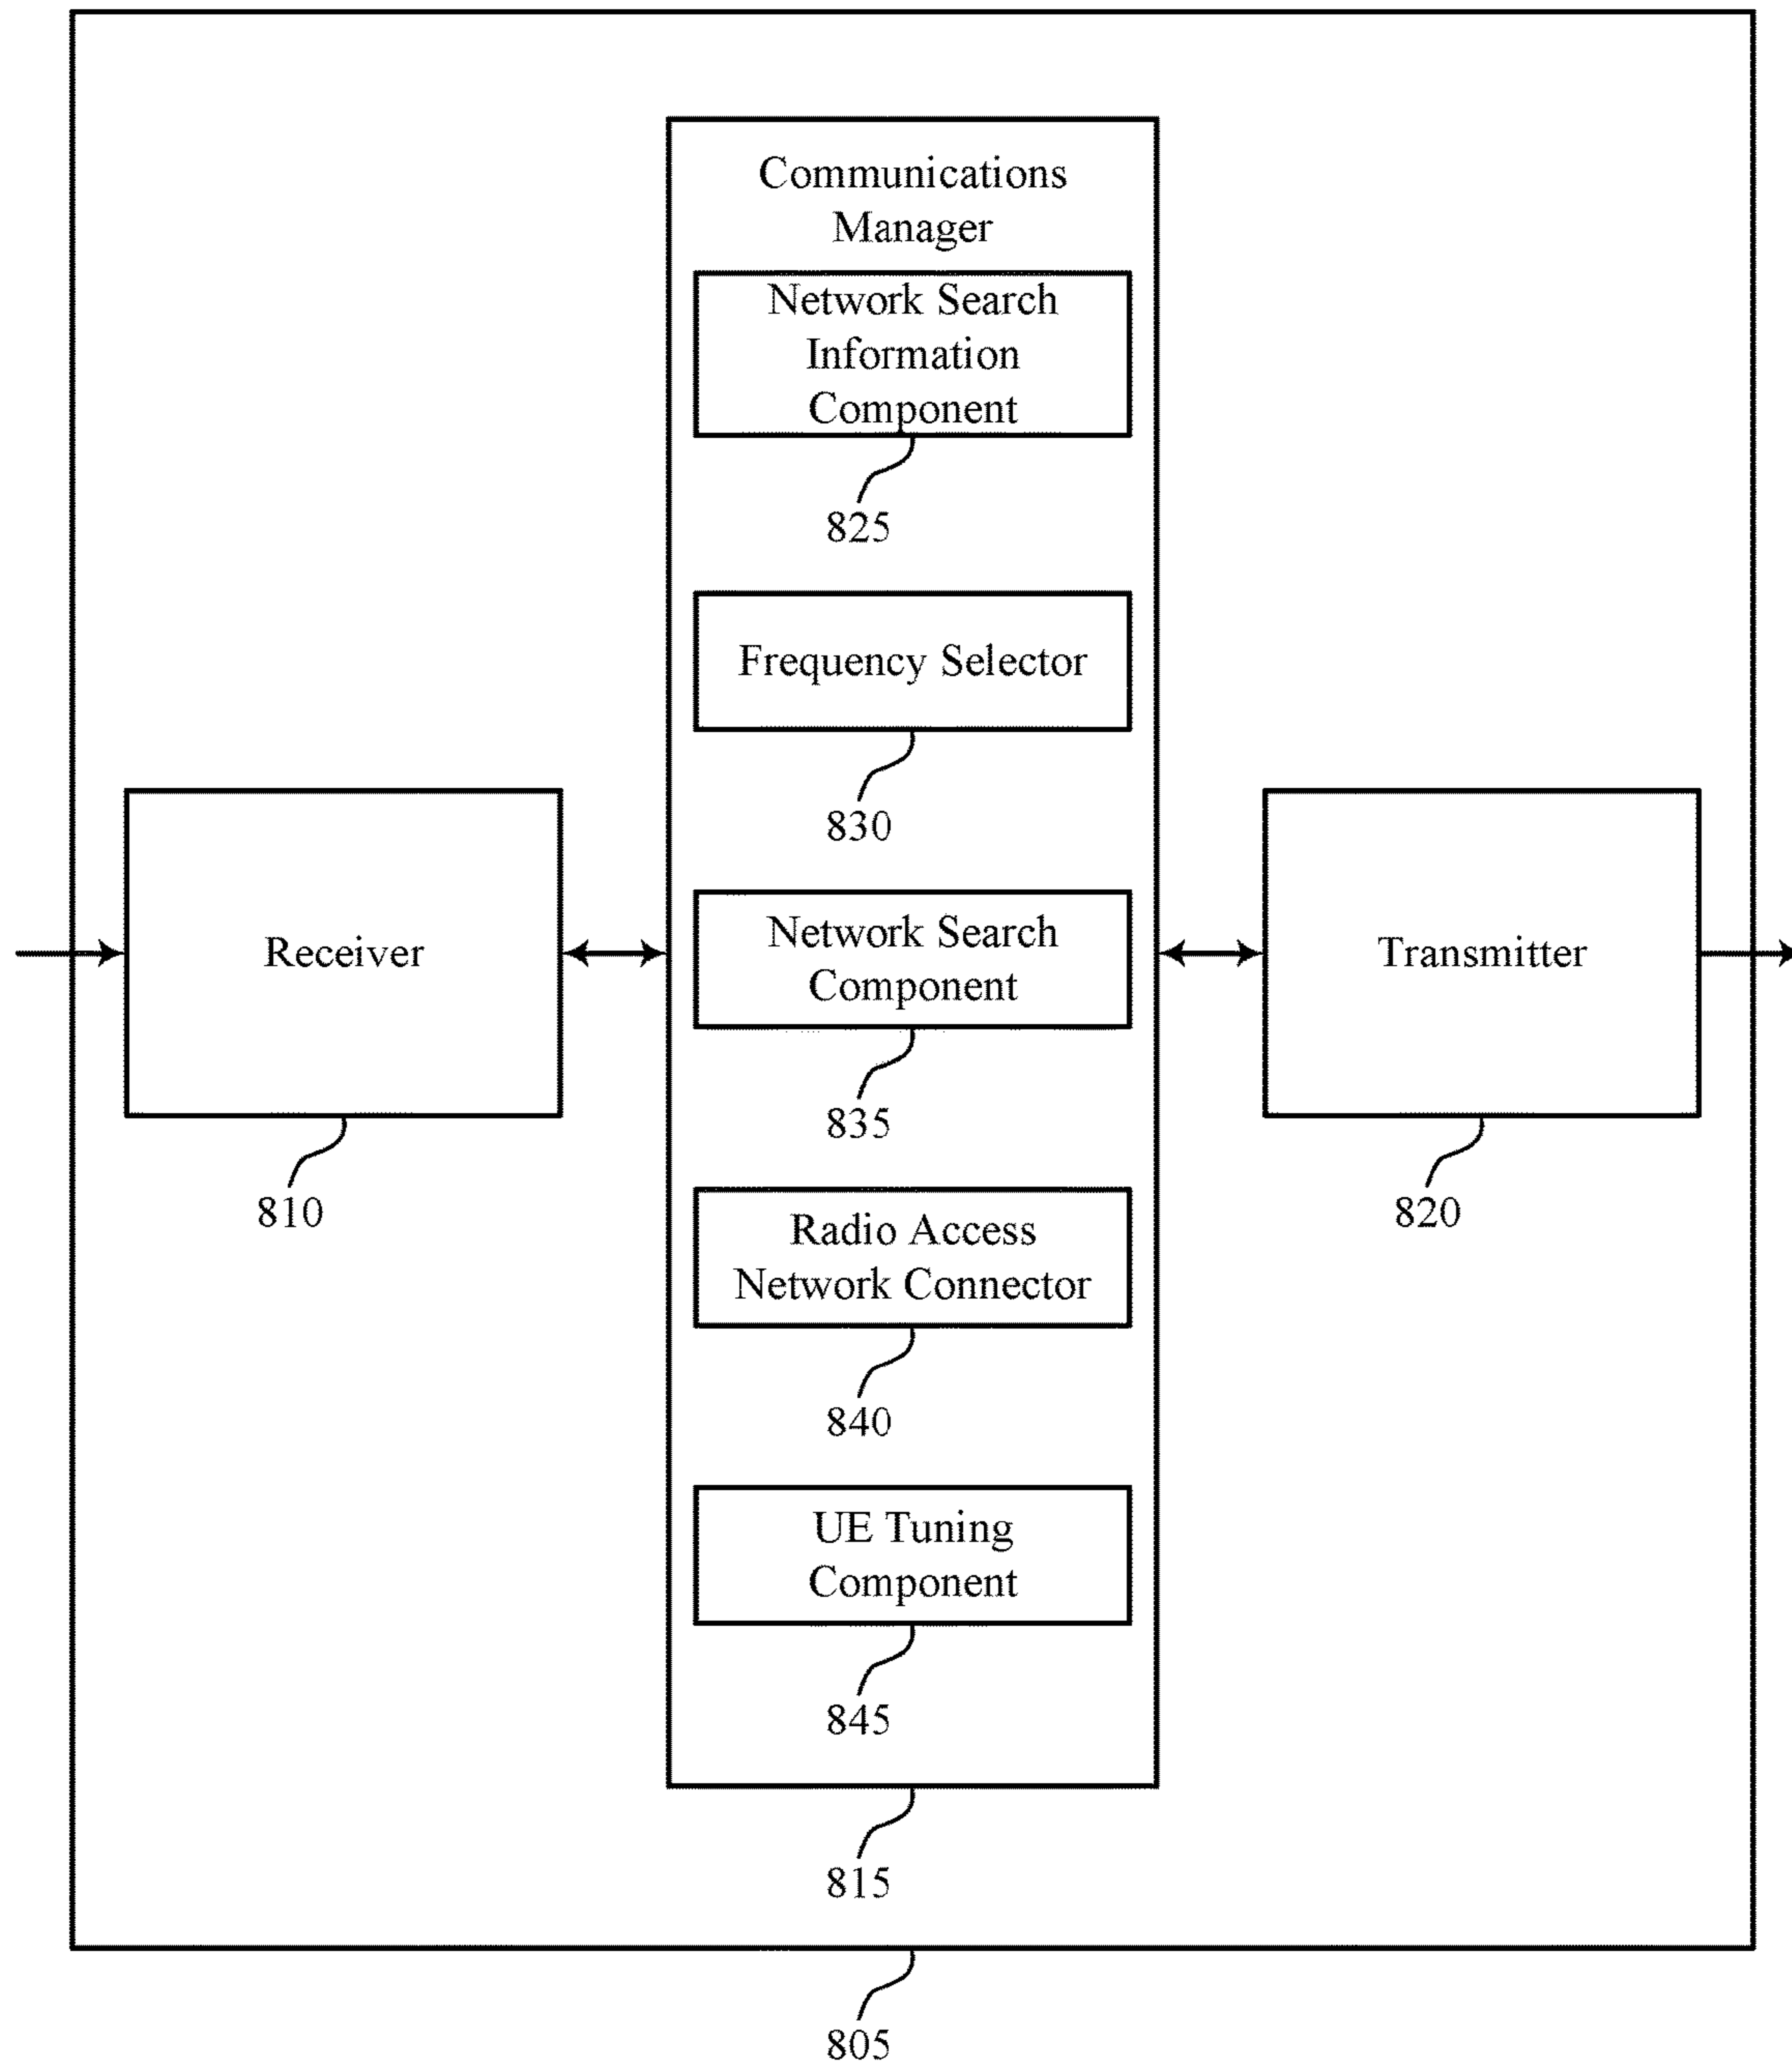 Communications
Manager
Network Search
Information
Component
825
Frequency Selector
830
Receiver
810
Network Search
Component
835
Transmitter
820
Radio Access
Network Connector
840
UE Tuning
Component
845
815
805